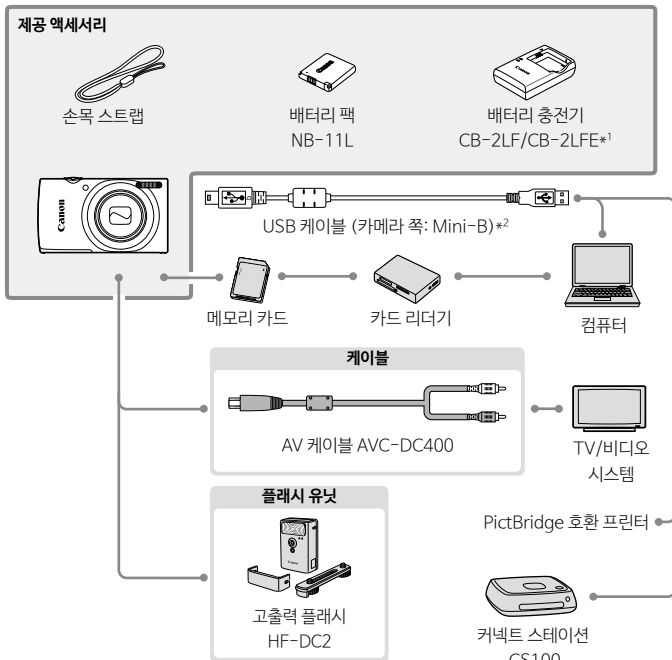 제공 액세서리
손목 스트랩
배터리 팩
NB-11L
배터리 충전기
CB-2LF/CB-2LFE*1
Canon
USB 케이블 (카메라 쪽: Mini-B)*2
메모리 카드
카드 리더기
컴퓨터
케이블
AV 케이블 AVC-DC400
TV/비디오
시스템
플래시 유닛
고출력 플래시
HF-DC2
PictBridge 호환 프린터
커넥트 스테이션
CS100